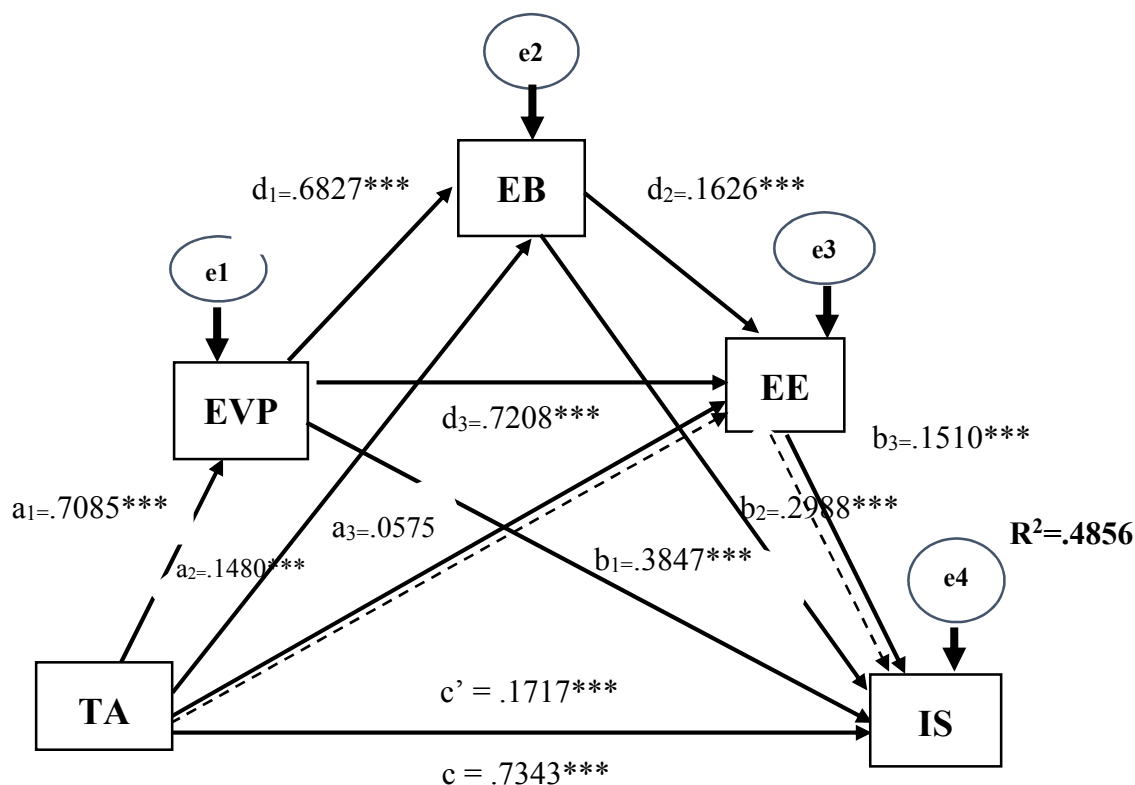 e2
d₁=.6827***
EB
d₂=.1626***
e1
e3
EVP
d₃=.7208***
EE
b₃=.1510***
a₁=.7085***
a₂=.1480***
a₃=.0575
b₁=.3847***
b₂=.2988***
R²=.4856
e4
TA
c’ = .1717***
IS
c = .7343***